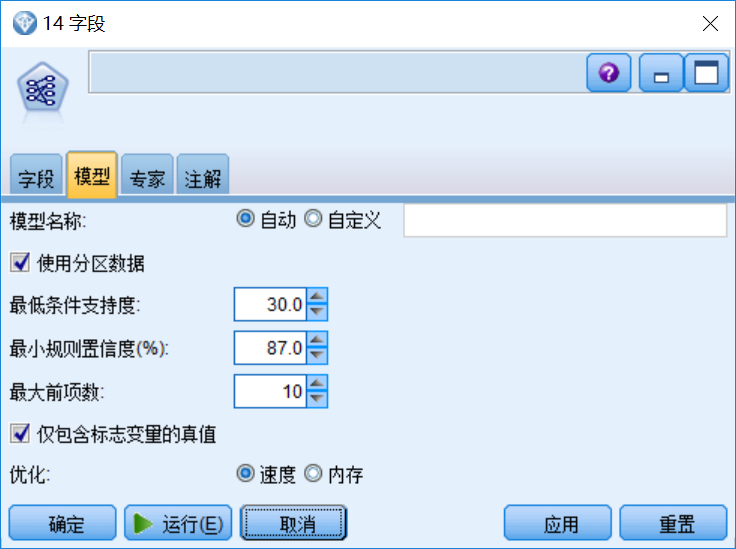 14 字段
字段 模型 专家 注解
模型名称: 自动 自定义
使用分区数据
最低条件支持度: 30.0
最小规则置信度(%): 87.0
最大前项数: 10
仅包含标志变量的真值
优化: 速度 内存
确定 运行(E) 取消 应用 重置